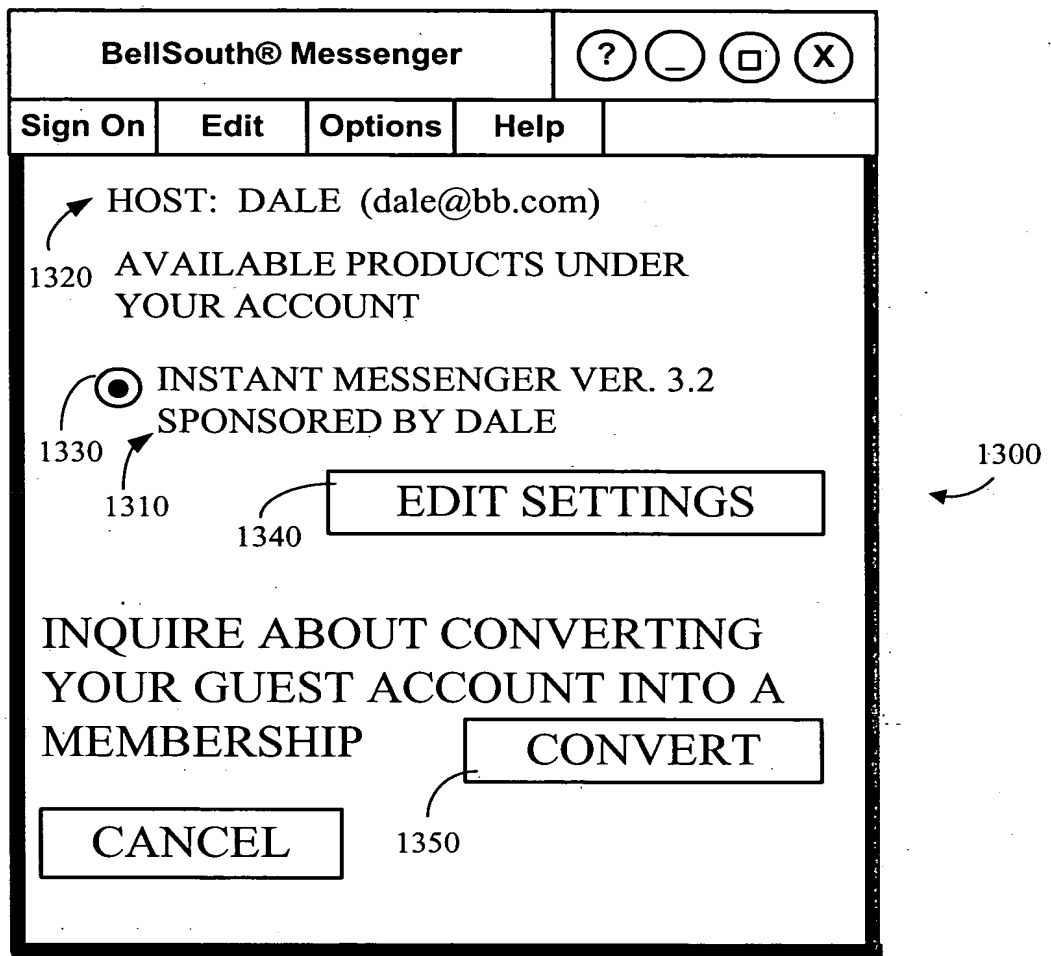 BellSouth® Messenger
? _ X
Sign On Edit Options Help
HOST: DALE (dale@bb.com)
1320
AVAILABLE PRODUCTS UNDER
YOUR ACCOUNT
INSTANT MESSENGER VER. 3.2
SPONSORED BY DALE
1330
1310
1300
EDIT SETTINGS
1340
INQUIRE ABOUT CONVERTING
YOUR GUEST ACCOUNT INTO A
MEMBERSHIP
CONVERT
CANCEL
1350